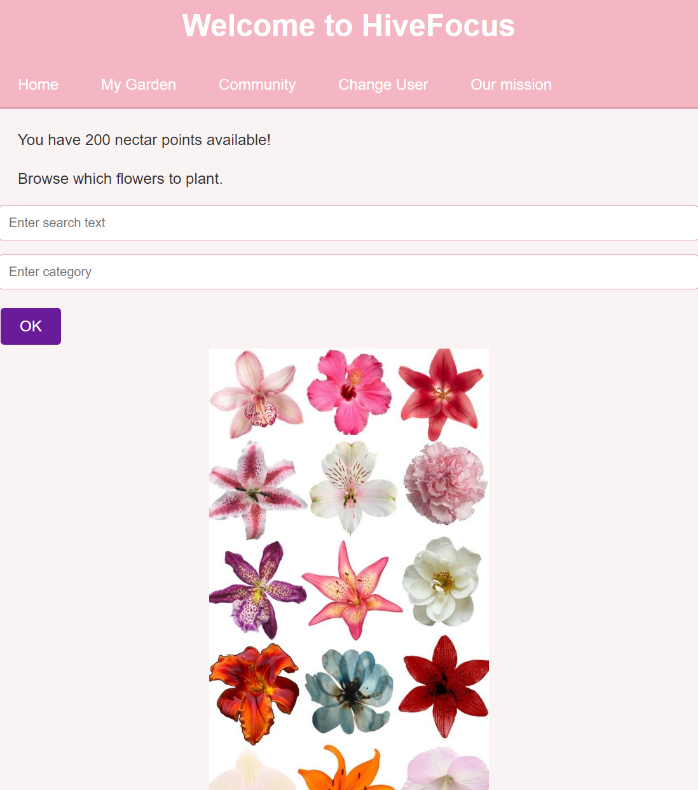 Welcome to HiveFocus
Home My Garden Community Change User Our mission
You have 200 nectar points available!
Browse which flowers to plant.
Enter search text
Enter category
OK